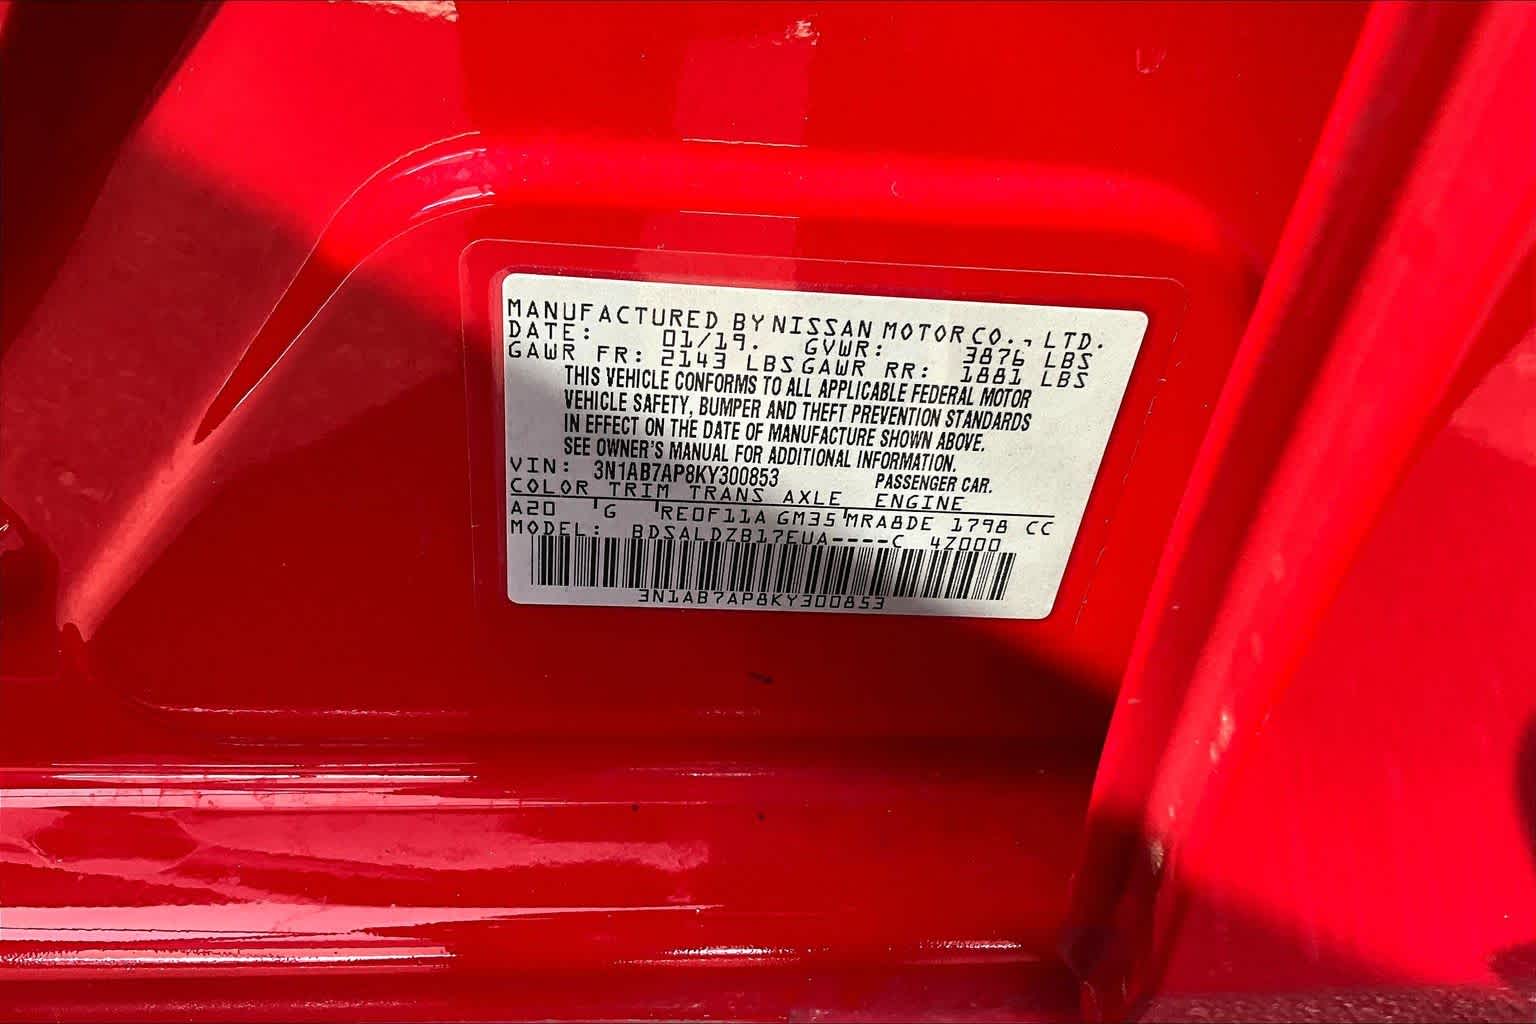 MANUFACTURED BY NISSAN MOTOR CO., LTD.
DATE: 01/19. GVWR: 3876 LBS
GAWR FR: 2143 LBS GAWR RR: 1881 LBS
THIS VEHICLE CONFORMS TO ALL APPLICABLE FEDERAL MOTOR
VEHICLE SAFETY, BUMPER AND THEFT PREVENTION STANDARDS
IN EFFECT ON THE DATE OF MANUFACTURE SHOWN ABOVE.
SEE OWNER'S MANUAL FOR ADDITIONAL INFORMATION.
VIN: 3N1AB7AP8KY300853 PASSENGER CAR.
COLOR TRIM TRANS AXLE ENGINE
A20 G RE0F11A GM35 MRA8DE 1798 CC
MODEL: BDSALDZB17EUA----C 4Z000
3N1AB7AP8KY300853